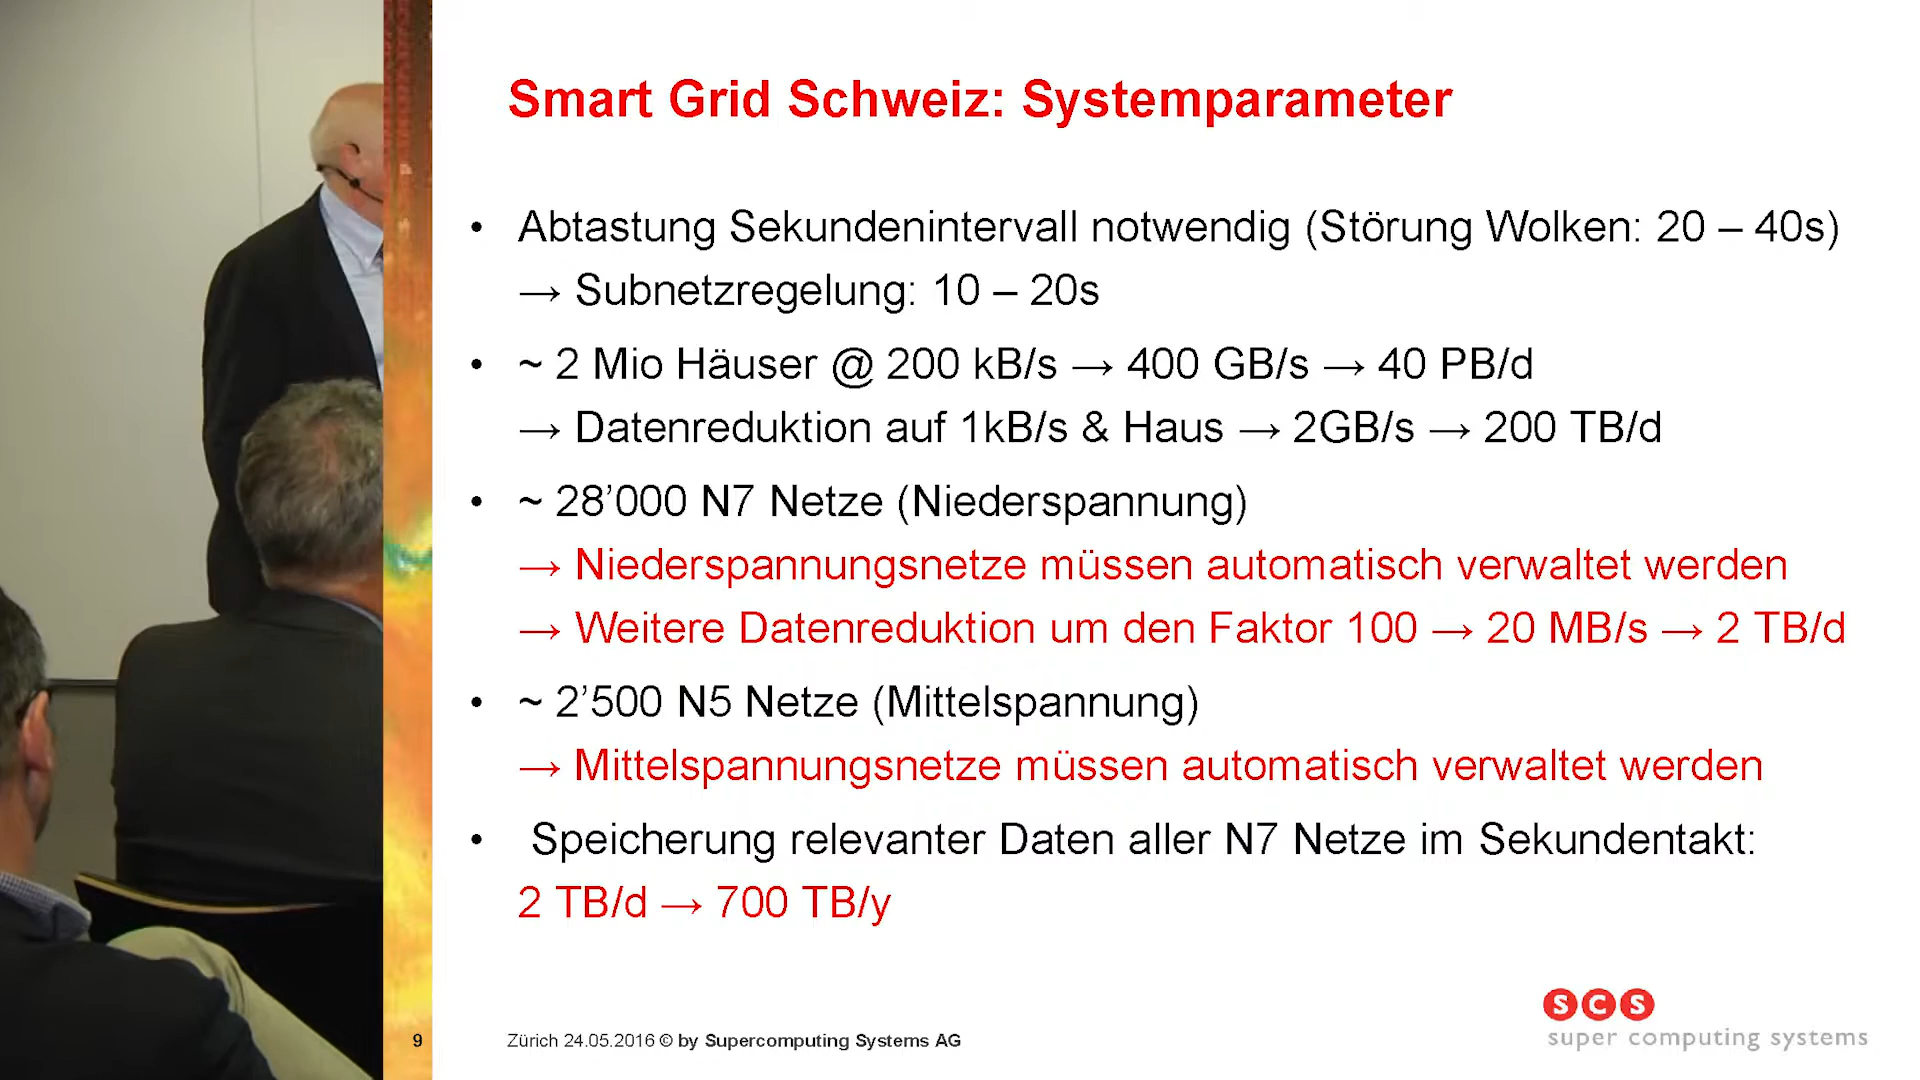 Smart Grid Schweiz: Systemparameter
• Abtastung Sekundenintervall notwendig (Störung Wolken: 20 – 40s)
→ Subnetzregelung: 10 – 20s
• ~ 2 Mio Häuser @ 200 kB/s → 400 GB/s → 40 PB/d
→ Datenreduktion auf 1kB/s & Haus → 2GB/s → 200 TB/d
• ~ 28’000 N7 Netze (Niederspannung)
→ Niederspannungsnetze müssen automatisch verwaltet werden
→ Weitere Datenreduktion um den Faktor 100 → 20 MB/s → 2 TB/d
• ~ 2’500 N5 Netze (Mittelspannung)
→ Mittelspannungsnetze müssen automatisch verwaltet werden
• Speicherung relevanter Daten aller N7 Netze im Sekundentakt:
2 TB/d → 700 TB/y
9 Zürich 24.05.2016 © by Supercomputing Systems AG
scs
super computing systems